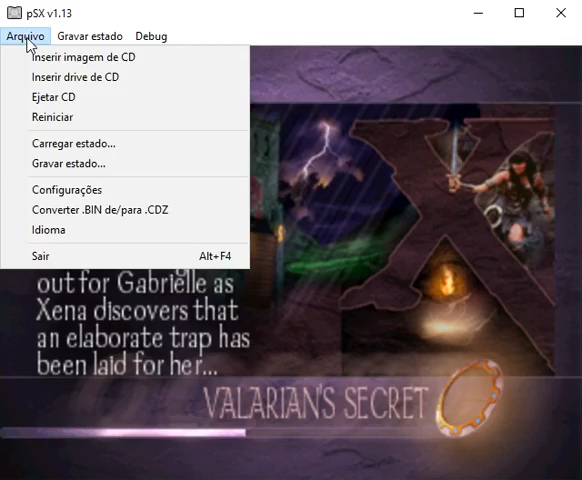 pSX v1.13
Arquivo Gravar estado Debug
Inserir imagem de CD
Inserir drive de CD
Ejetar CD
Reiniciar
Carregar estado...
Gravar estado...
Configurações
Converter .BIN de/para .CDZ
Idioma
Sair Alt+F4
out for Gabrielle as
Xena discovers that
an elaborate trap has
been laid for her...
VALARIAN'S SECRET